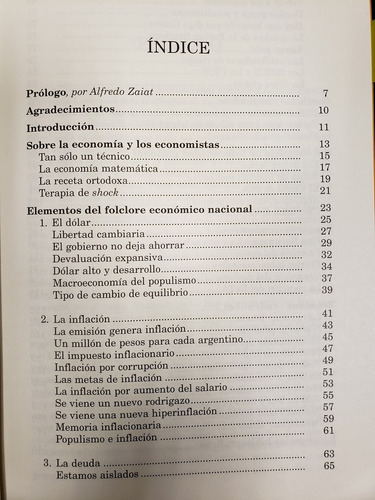 ÍNDICE
Prólogo, por Alfredo Zaiat 7
Agradecimientos 10
Introducción 11
Sobre la economía y los economistas 13
Tan sólo un técnico 15
La economía matemática 17
La receta ortodoxa 19
Terapia de shock 21
Elementos del folclore económico nacional 23
1. El dólar 25
Libertad cambiaria 27
El gobierno no deja ahorrar 29
Devaluación expansiva 32
Dólar alto y desarrollo 34
Macroeconomía del populismo 37
Tipo de cambio de equilibrio 39
2. La inflación 41
La emisión genera inflación 43
Un millón de pesos para cada argentino 45
El impuesto inflacionario 47
Inflación por corrupción 49
Las metas de inflación 51
La inflación por aumento del salario 53
Se viene un nuevo rodrigazo 55
Se viene una nueva hiperinflación 57
Memoria inflacionaria 59
Populismo e inflación 61
3. La deuda 63
Estamos aislados 65